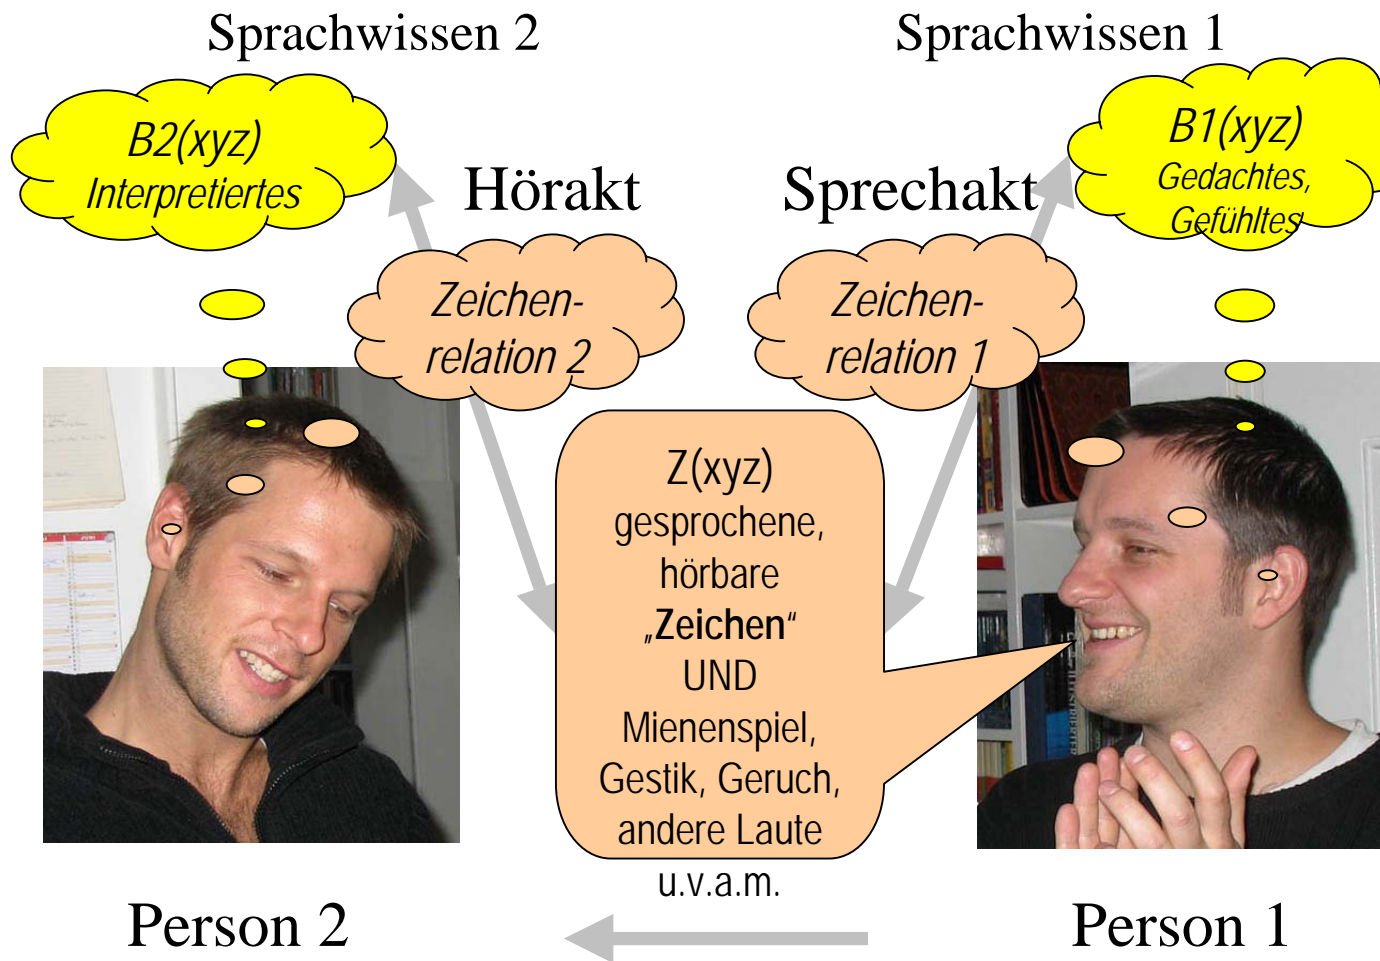 Sprachwissen 2
Sprachwissen 1
B2(xyz)
Interpretiertes
B1(xyz)
Gedachtes,
Gefühltes
Hörakt
Sprechakt
Zeichen-
relation 2
Zeichen-
relation 1
Z(xyz)
gesprochene,
hörbare
„Zeichen“
UND
Mienenspiel,
Gestik, Geruch,
andere Laute
u.v.a.m.
Person 2
Person 1